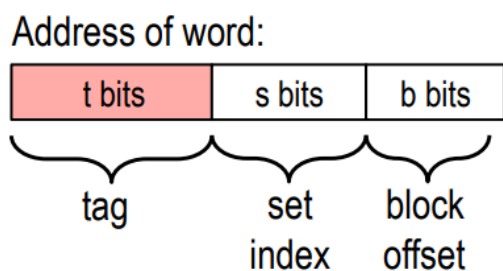 Address of word:
t bits s bits b bits
tag set block
index offset